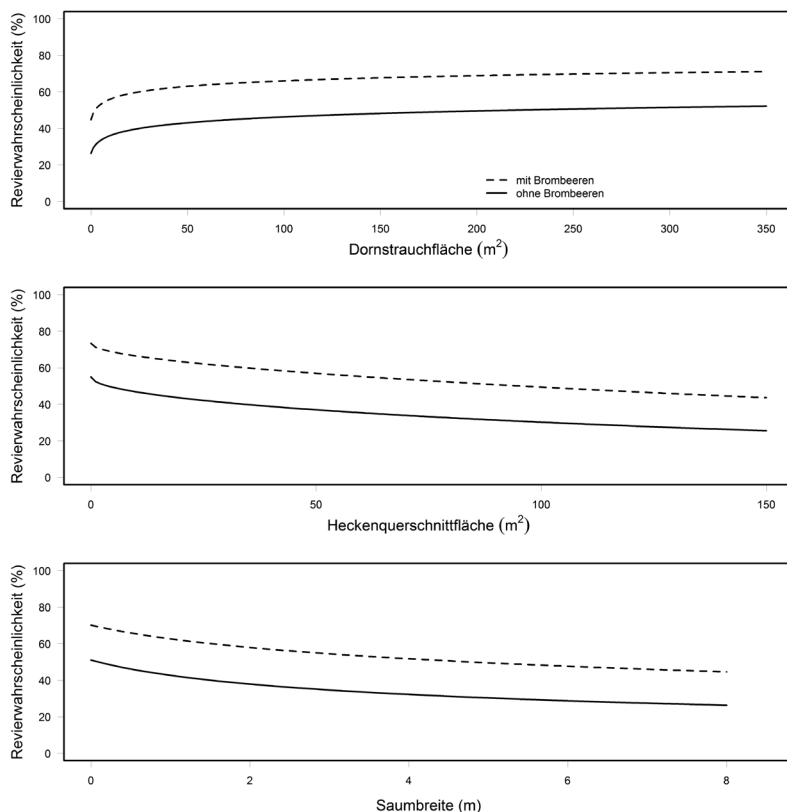 Revierwahrscheinlichkeit (%)
100
80
60
40
20
0
mit Brombeeren
ohne Brombeeren
0 50 100 150 200 250 300 350
Dornstrauchfläche (m²)
Revierwahrscheinlichkeit (%)
100
80
60
40
20
0
0 50 100 150
Heckenquerschnittfläche (m²)
Revierwahrscheinlichkeit (%)
100
80
60
40
20
0
0 2 4 6 8
Saumbreite (m)